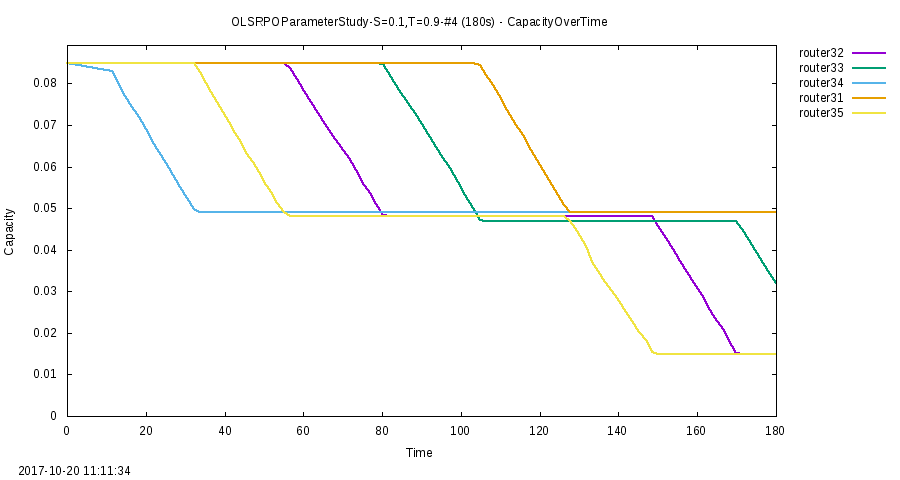 OLSRPOParameterStudy-S=0.1,T=0.9-#4 (180s) - CapacityOverTime
router32
router33
router34
router31
router35
0.08
0.07
0.06
0.05
0.04
0.03
0.02
0.01
0
Capacity
0 20 40 60 80 100 120 140 160 180
Time
2017-10-20 11:11:34